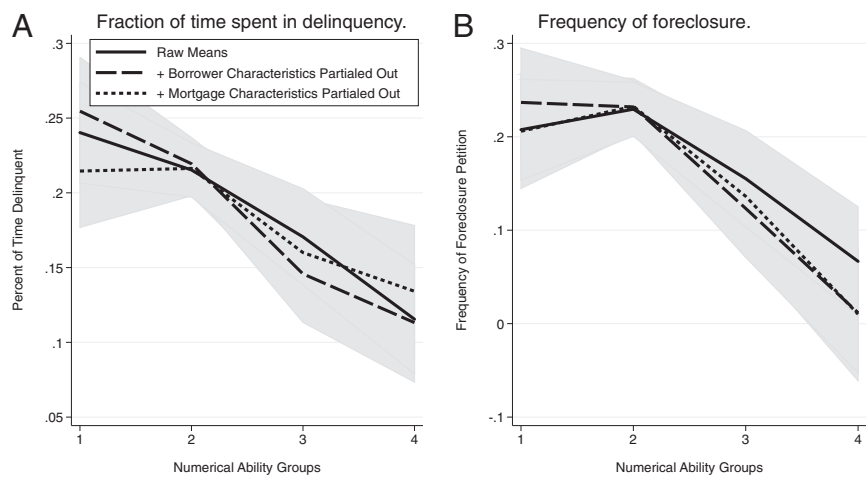 A
Fraction of time spent in delinquency.
.3
.25
.2
.15
.1
.05
Percent of Time Delinquent
Raw Means
+ Borrower Characteristics Partialed Out
+ Mortgage Characteristics Partialed Out
1 2 3 4
Numerical Ability Groups
B
Frequency of foreclosure.
.3
.2
.1
0
-.1
Frequency of Foreclosure Petition
1 2 3 4
Numerical Ability Groups